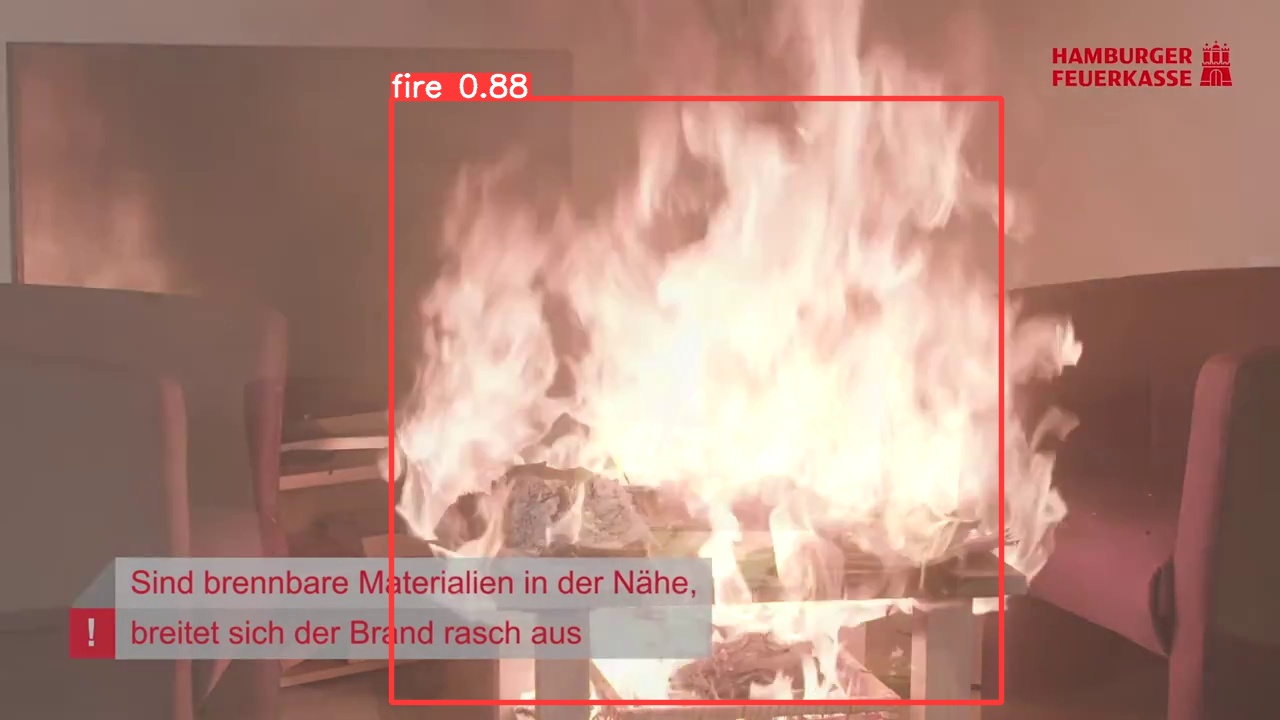 fire 0.88
HAMBURGER
FEUERKASSE
! Sind brennbare Materialien in der Nähe,
breitet sich der Brand rasch aus